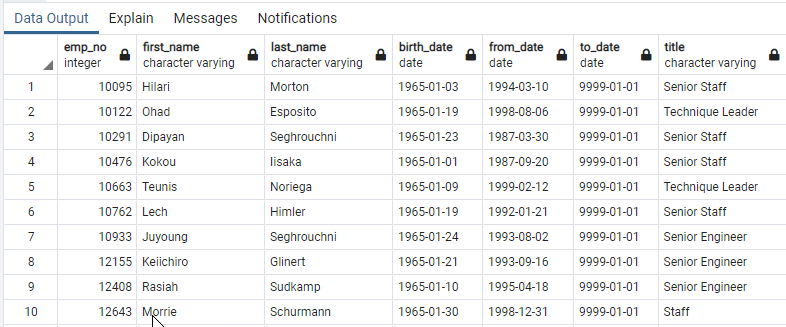 Data Output Explain Messages Notifications
emp_no first_name last_name birth_date from_date to_date title
integer character varying character varying date date date character varying
1 10095 Hilari Morton 1965-01-03 1994-03-10 9999-01-01 Senior Staff
2 10122 Ohad Esposito 1965-01-19 1998-08-06 9999-01-01 Technique Leader
3 10291 Dipayan Seghrouchni 1965-01-23 1987-03-30 9999-01-01 Senior Staff
4 10476 Kokou Iisaka 1965-01-01 1987-09-20 9999-01-01 Senior Staff
5 10663 Teunis Noriega 1965-01-09 1999-02-12 9999-01-01 Technique Leader
6 10762 Lech Himler 1965-01-19 1992-01-21 9999-01-01 Senior Staff
7 10933 Juyoung Seghrouchni 1965-01-24 1993-08-02 9999-01-01 Senior Engineer
8 12155 Keiichiro Glinert 1965-01-21 1993-09-16 9999-01-01 Senior Engineer
9 12408 Rasiah Sudkamp 1965-01-10 1995-04-18 9999-01-01 Senior Engineer
10 12643 Morrie Schurmann 1965-01-30 1998-12-31 9999-01-01 Staff